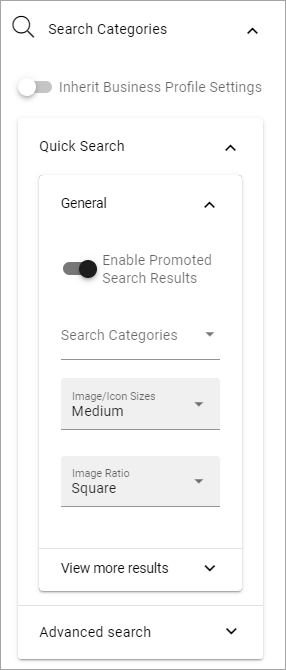 Search Categories
Inherit Business Profile Settings
Quick Search
General
Enable Promoted
Search Results
Search Categories
Image/Icon Sizes
Medium
Image Ratio
Square
View more results
Advanced search